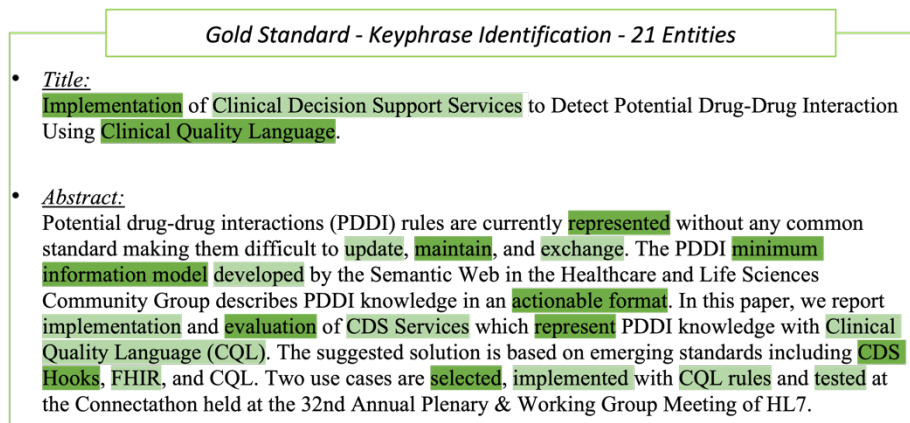 Gold Standard - Keyphrase Identification - 21 Entities
• Title:
Implementation of Clinical Decision Support Services to Detect Potential Drug-Drug Interaction
Using Clinical Quality Language.
• Abstract:
Potential drug-drug interactions (PDDI) rules are currently represented without any common
standard making them difficult to update, maintain, and exchange. The PDDI minimum
information model developed by the Semantic Web in the Healthcare and Life Sciences
Community Group describes PDDI knowledge in an actionable format. In this paper, we report
implementation and evaluation of CDS Services which represent PDDI knowledge with Clinical
Quality Language (CQL). The suggested solution is based on emerging standards including CDS
Hooks, FHIR, and CQL. Two use cases are selected, implemented with CQL rules and tested at
the Connectathon held at the 32nd Annual Plenary & Working Group Meeting of HL7.